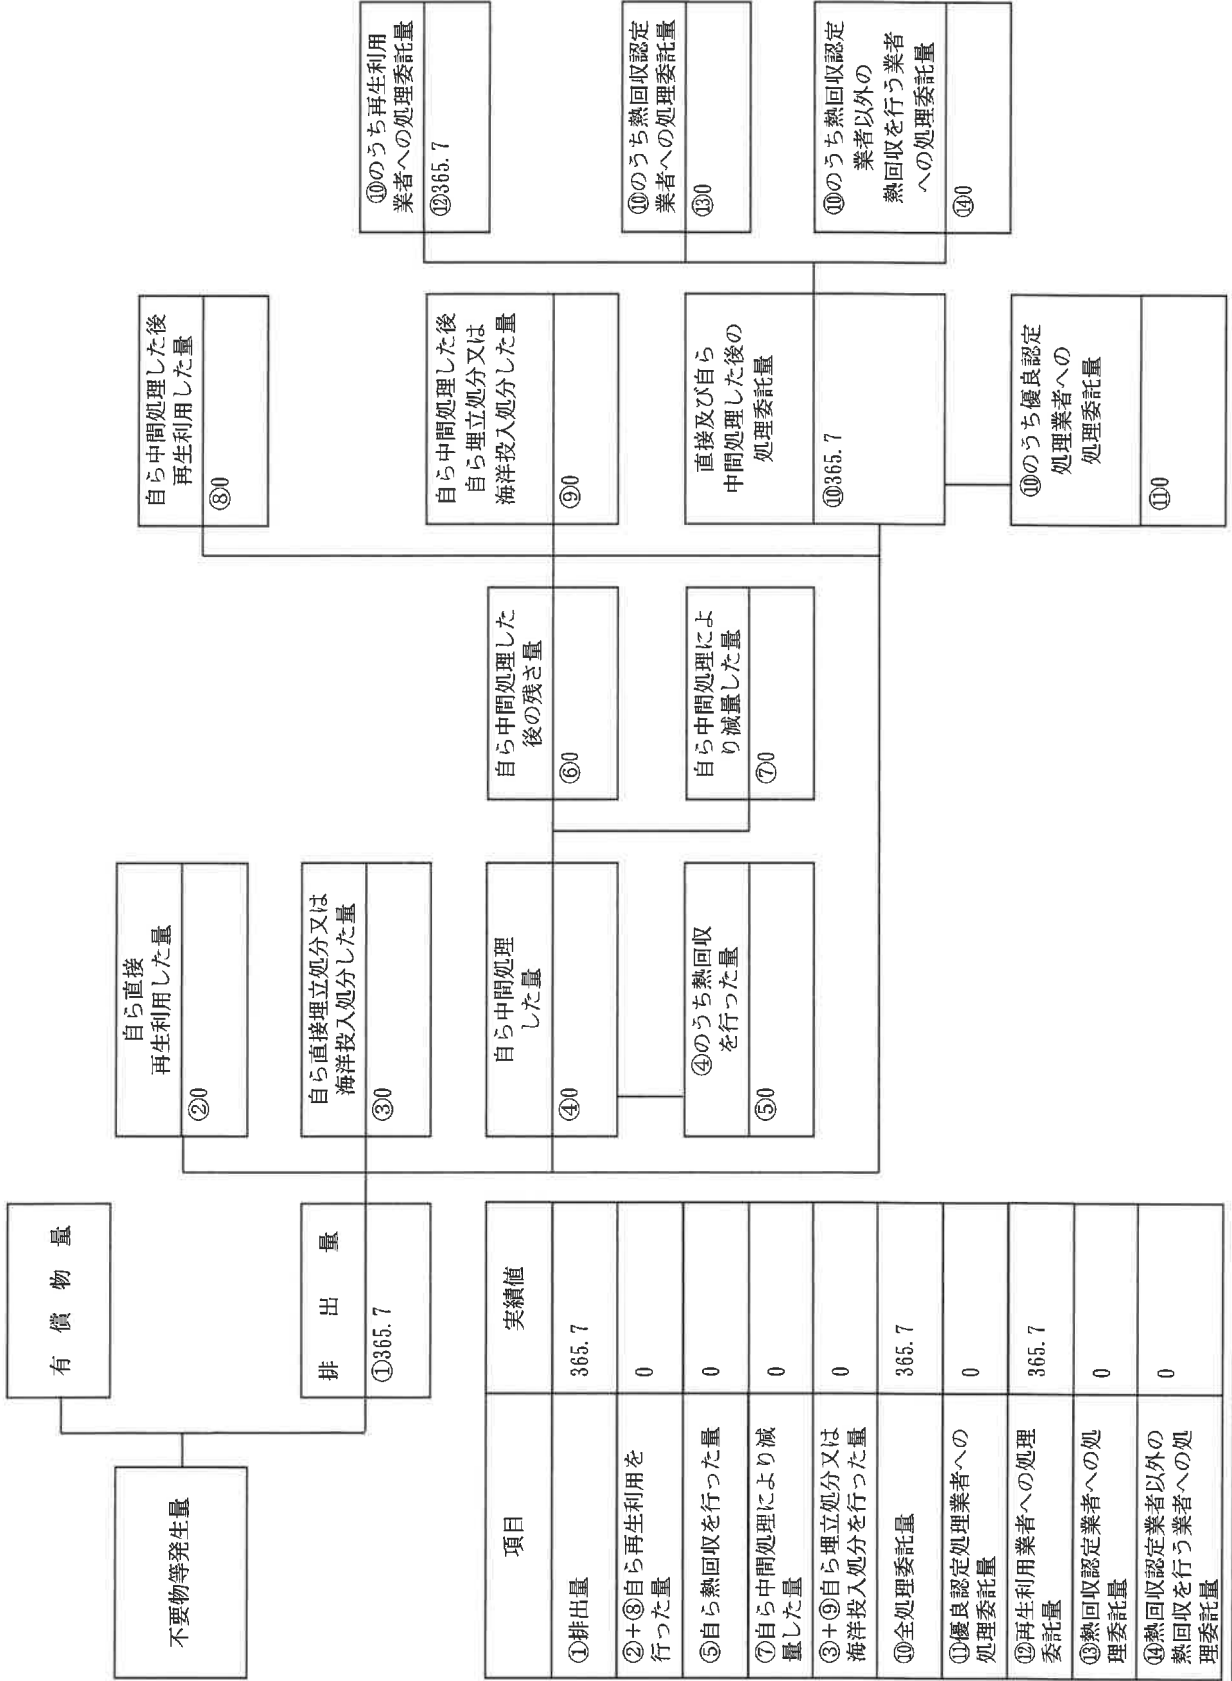 不要物等発生量
有償物量
排出量
①365.7
自ら直接
再生利用した量
②0
自ら直接埋立処分又は
海洋投入処分した量
③0
自ら中間処理
した量
④0
④のうち熱回収
を行った量
⑤0
自ら中間処理した
後の残さ量
⑥0
自ら中間処理によ
り減量した量
⑦0
自ら中間処理した後
再生利用した量
⑧0
自ら中間処理した後
自ら埋立処分又は
海洋投入処分した量
⑨0
直接及び自ら
中間処理した後の
処理委託量
⑩365.7
⑩のうち優良認定
処理業者への
処理委託量
⑪0
⑩のうち再生利用
業者への処理委託量
⑫365.7
⑩のうち熱回収認定
業者への処理委託量
⑬0
⑩のうち熱回収認定
業者以外の
熱回収を行う業者
への処理委託量
⑭0
項目
実績値
①排出量
365.7
②+⑧自ら再生利用を
行った量
0
⑤自ら熱回収を行った量
0
⑦自ら中間処理により減
量した量
0
③+⑨自ら埋立処分又は
海洋投入処分を行った量
0
⑩全処理委託量
365.7
⑪優良認定処理業者への
処理委託量
0
⑫再生利用業者への処理
委託量
365.7
⑬熱回収認定業者への処
理委託量
0
⑭熱回収認定業者以外の
熱回収を行う業者への処
理委託量
0